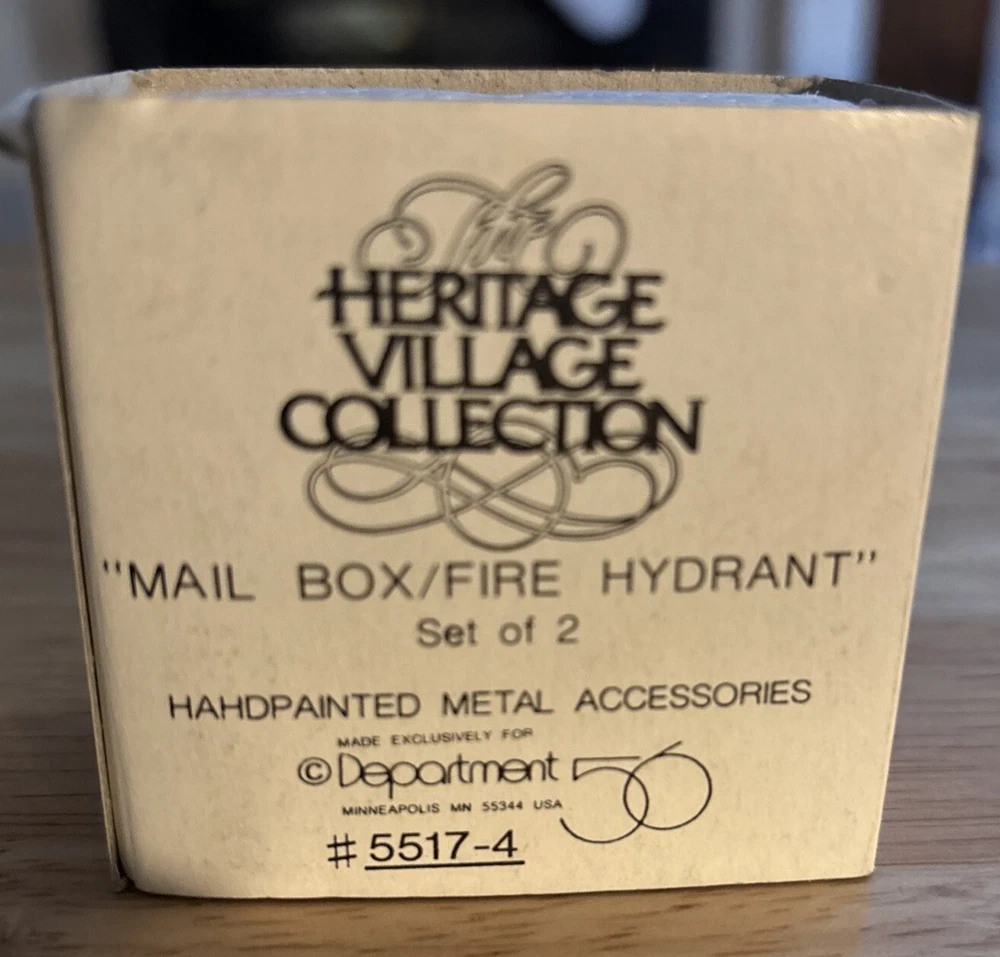 The
HERITAGE
VILLAGE
COLLECTION
"MAIL BOX/FIRE HYDRANT"
Set of 2
HAHDPAINTED METAL ACCESSORIES
MADE EXCLUSIVELY FOR
© Department 56
MINNEAPOLIS MN 55344 USA
# 5517-4